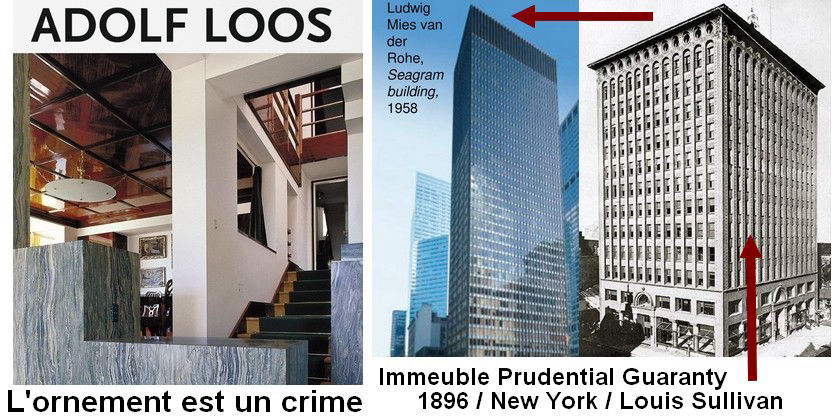 ADOLF LOOS
L'ornement est un crime
Ludwig
Mies van
der
Rohe,
Seagram
building,
1958
Immeuble Prudential Guaranty
1896 / New York / Louis Sullivan